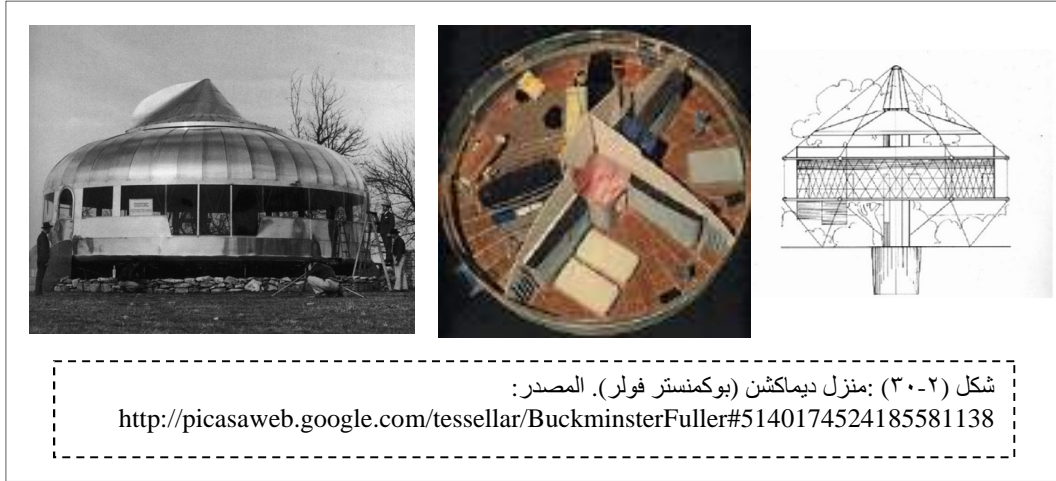 شكل (٢-٣٠) :منزل ديماكشن (بوكمنستر فولر). المصدر:
http://picasaweb.google.com/tessellar/BuckminsterFuller#5140174524185581138